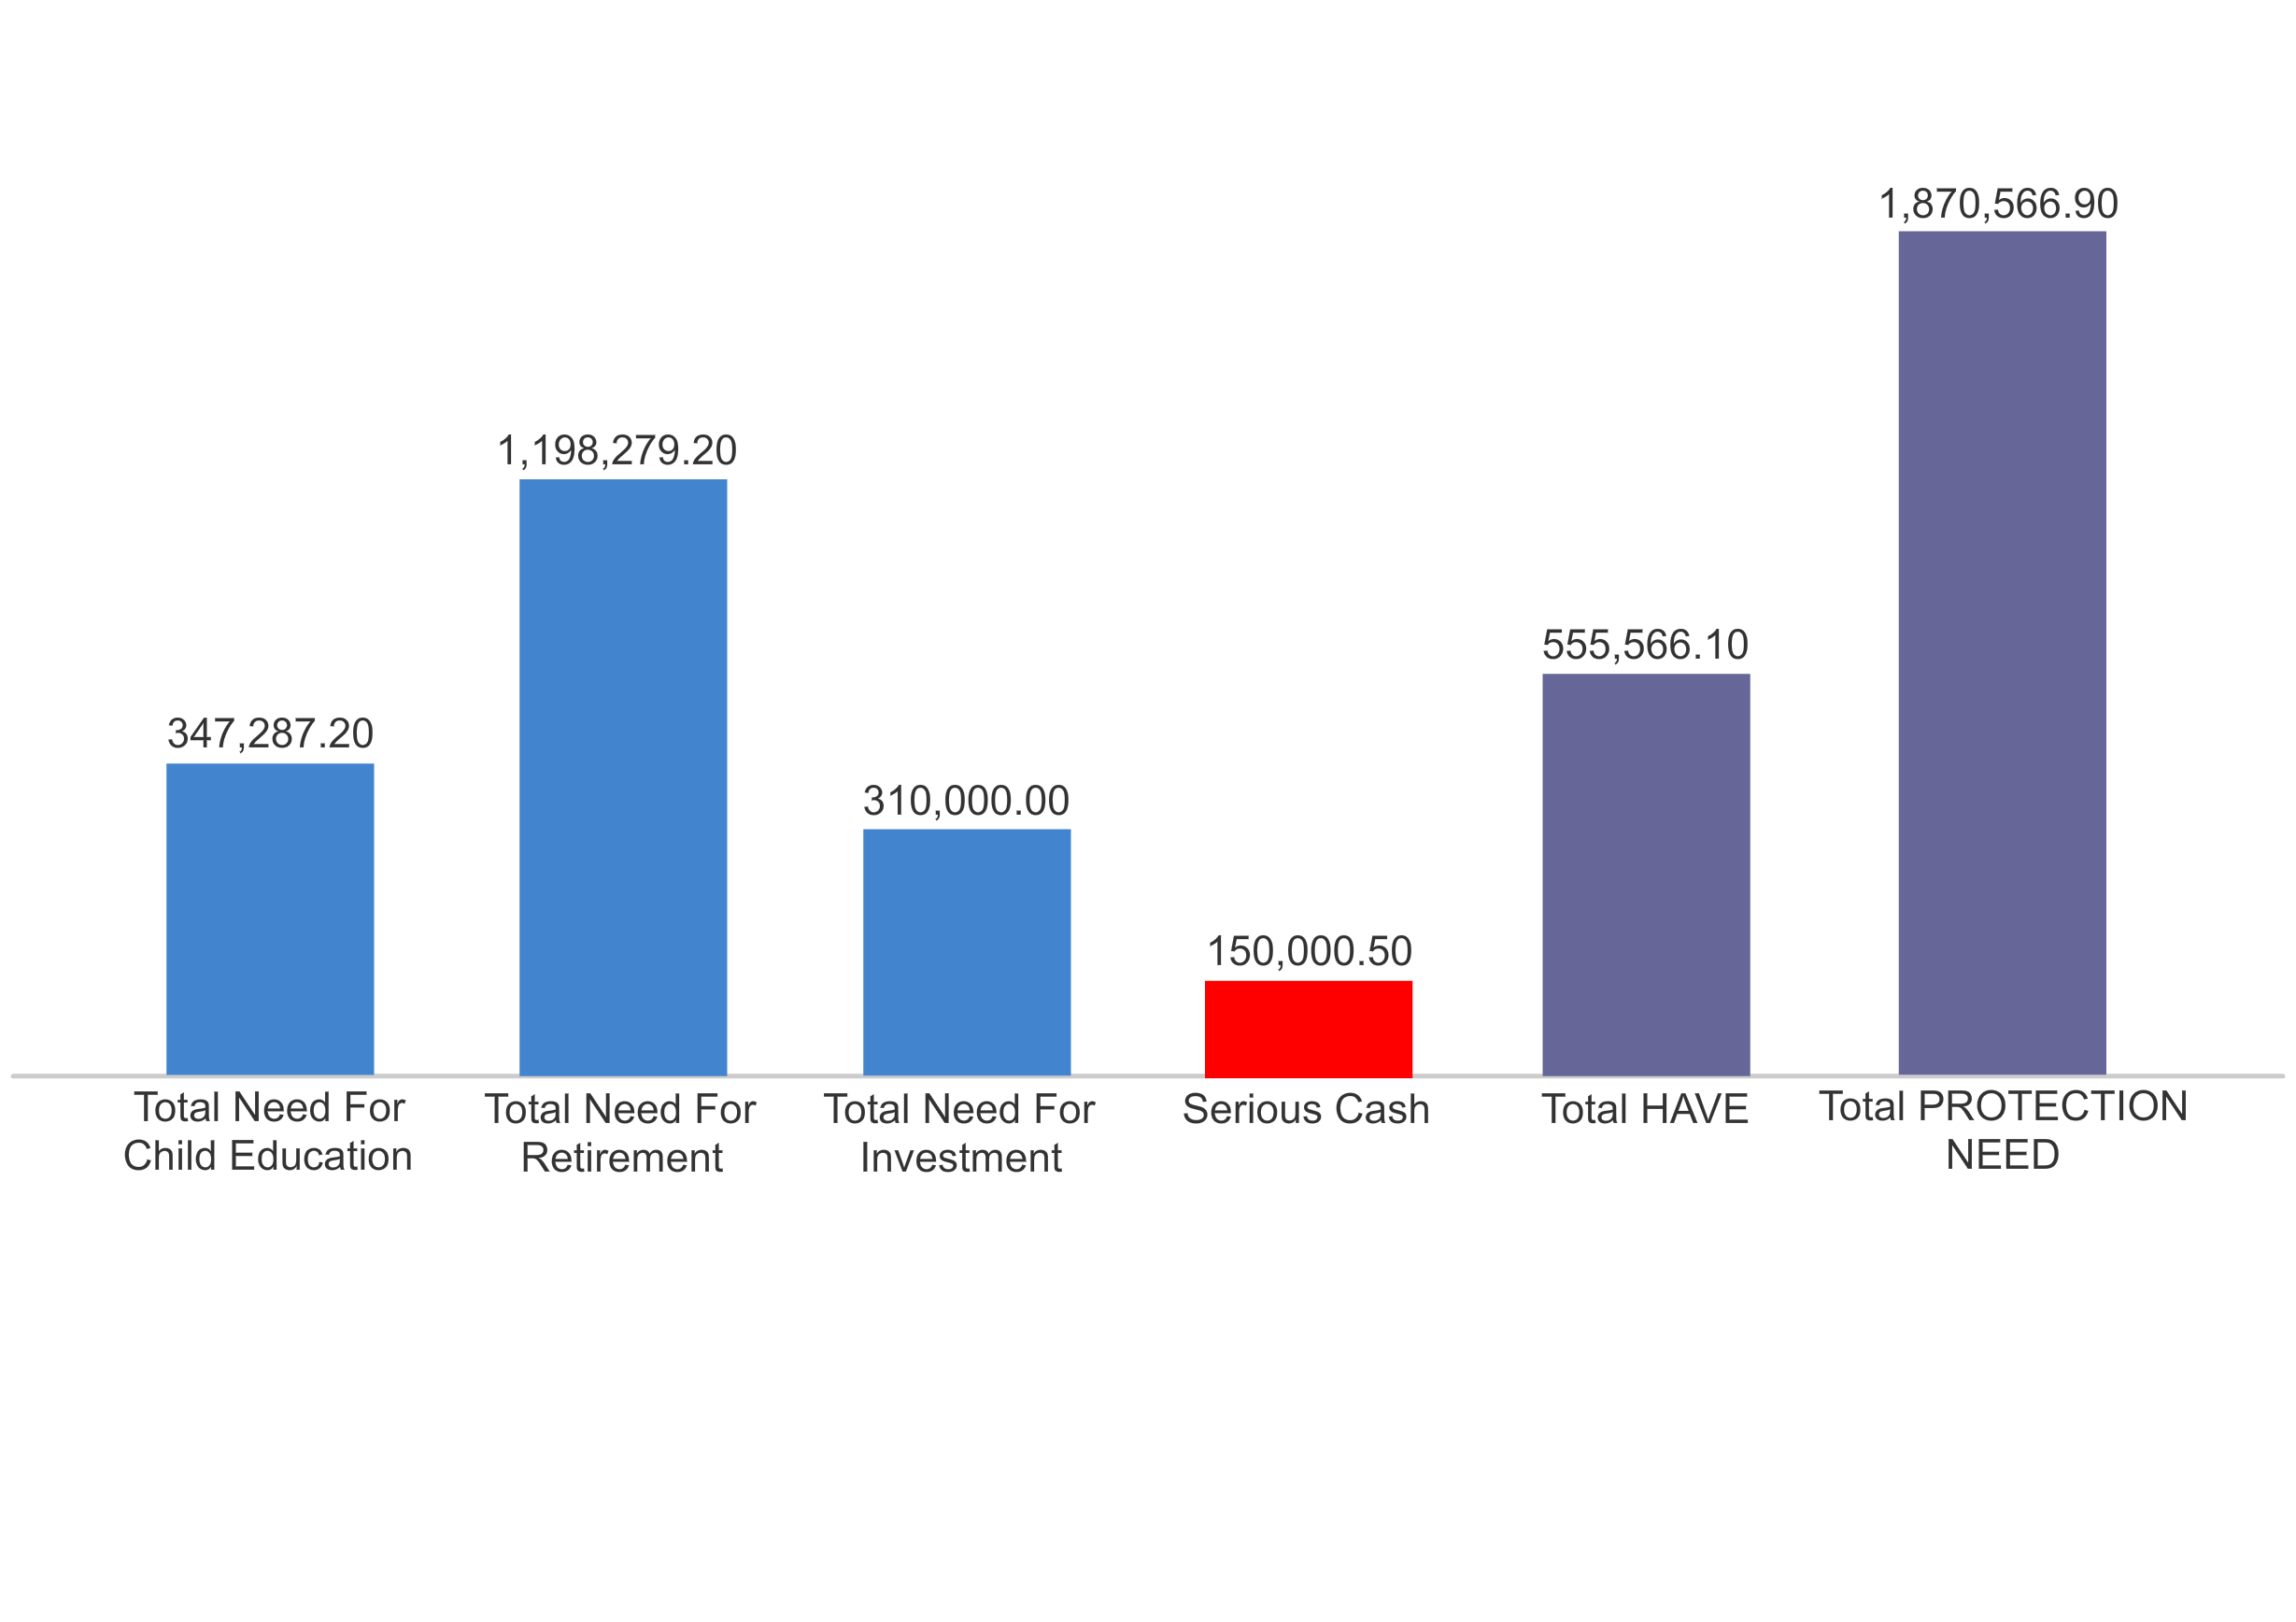 1,870,566.90
1,198,279.20
555,566.10
347,287.20
310,000.00
150,000.50
Total Need For
Child Education
Total Need For
Retirement
Total Need For
Investment
Serious Cash
Total HAVE
Total PROTECTION
NEED